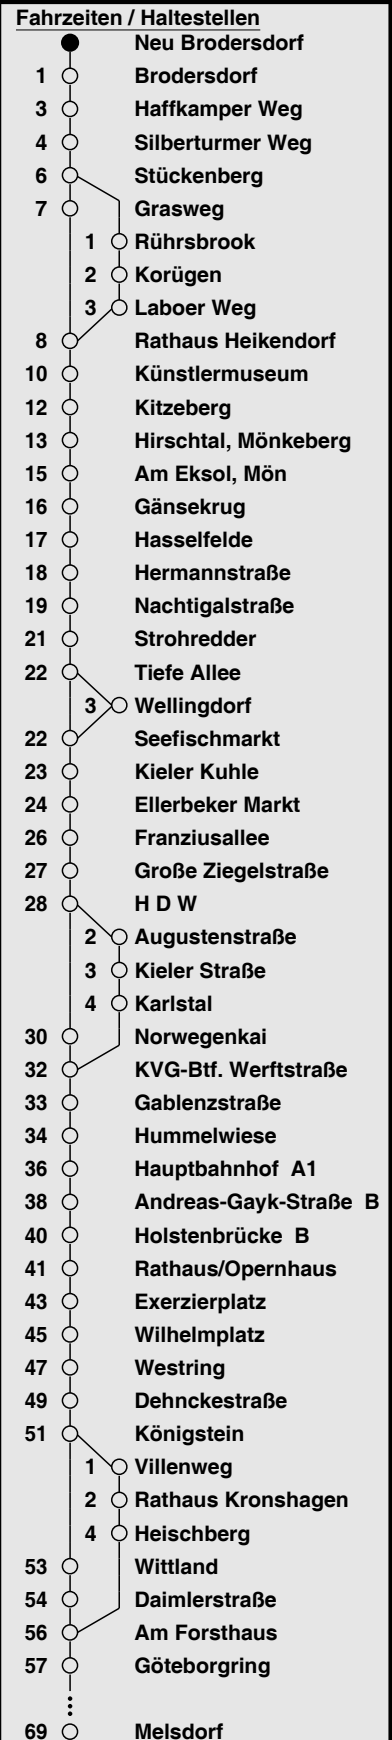 Fahrzeiten / Haltestellen
Neu Brodersdorf
1 Brodersdorf
3 Haffkamper Weg
4 Silberturmer Weg
6 Stückenberg
7 Grasweg
1 Rührsbrook
2 Korügen
3 Laboer Weg
8 Rathaus Heikendorf
10 Künstlermuseum
12 Kitzeberg
13 Hirschtal, Mönkeberg
15 Am Eksol, Mön
16 Gänsekrug
17 Hasselfelde
18 Hermannstraße
19 Nachtigalstraße
21 Strohredder
22 Tiefe Allee
3 Wellingdorf
22 Seefischmarkt
23 Kieler Kuhle
24 Ellerbeker Markt
26 Franziusallee
27 Große Ziegelstraße
28 H D W
2 Augustenstraße
3 Kieler Straße
4 Karlstal
30 Norwegenkai
32 KVG-Btf. Werftstraße
33 Gablenzstraße
34 Hummelwiese
36 Hauptbahnhof A1
38 Andreas-Gayk-Straße B
40 Holstenbrücke B
41 Rathaus/Opernhaus
43 Exerzierplatz
45 Wilhelmplatz
47 Westring
49 Dehnckestraße
51 Königstein
1 Villenweg
2 Rathaus Kronshagen
4 Heischberg
53 Wittland
54 Daimlerstraße
56 Am Forsthaus
57 Göteborgring
69 Melsdorf